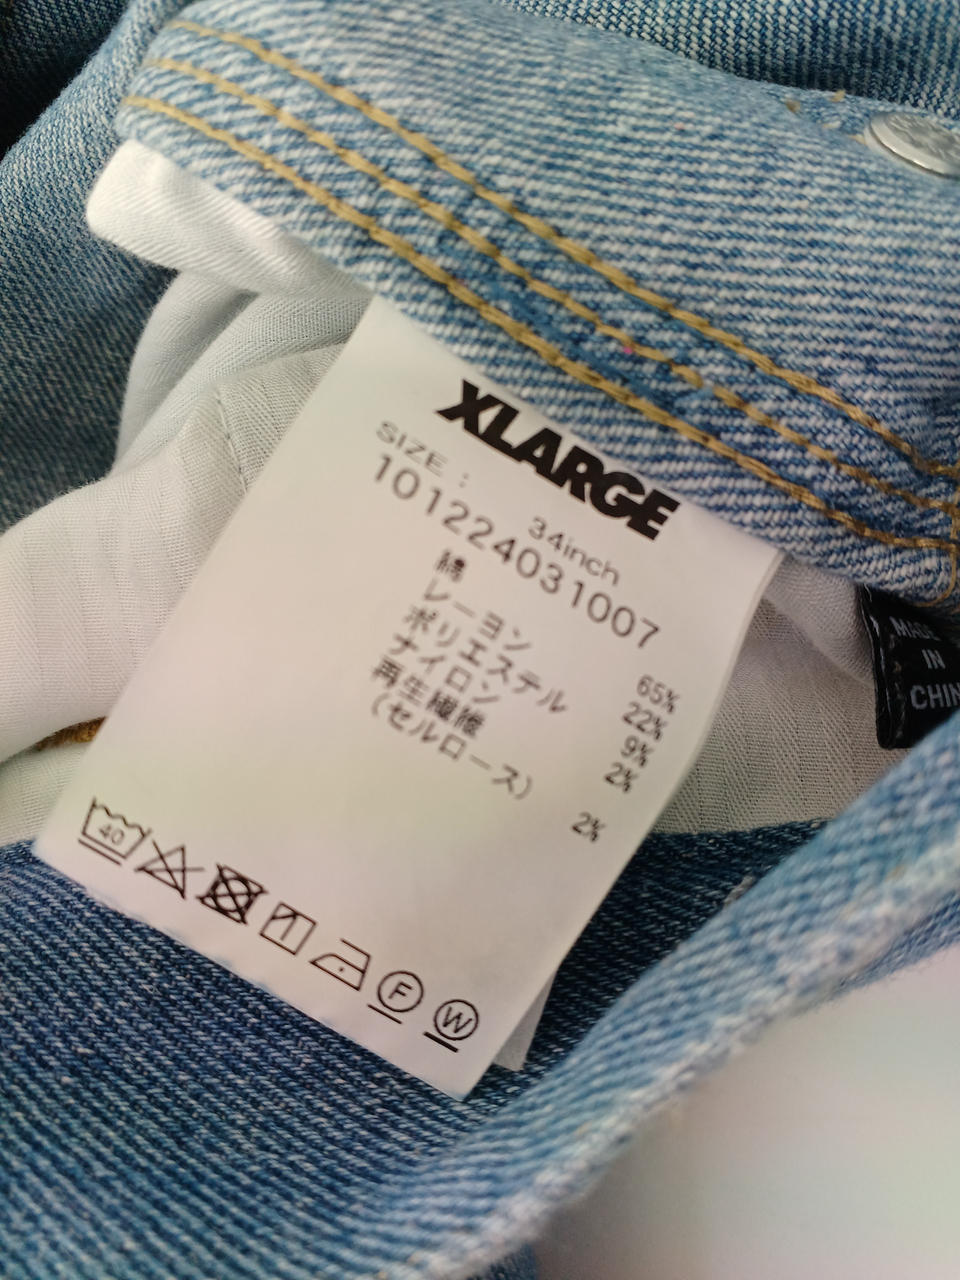 XLARGE
SIZE : 34inch
101224031007
綿 65%
レーヨン 22%
ポリエステル 9%
ナイロン 2%
再生繊維
(セルロース) 2%
40
F
W
MADE
IN
CHIN